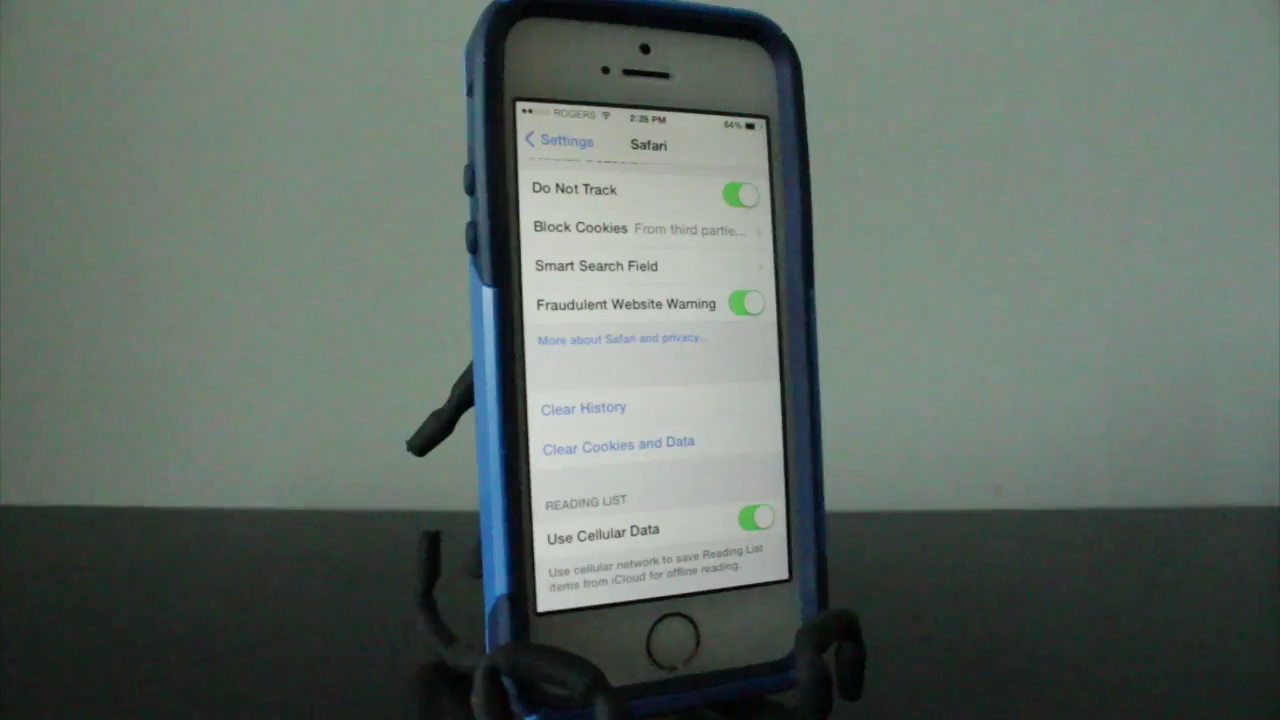 ROGERS 2:28 PM 84%
Settings Safari
Do Not Track
Block Cookies From third partie...
Smart Search Field
Fraudulent Website Warning
More about Safari and privacy...
Clear History
Clear Cookies and Data
READING LIST
Use Cellular Data
Use cellular network to save Reading List
items from iCloud for offline reading.